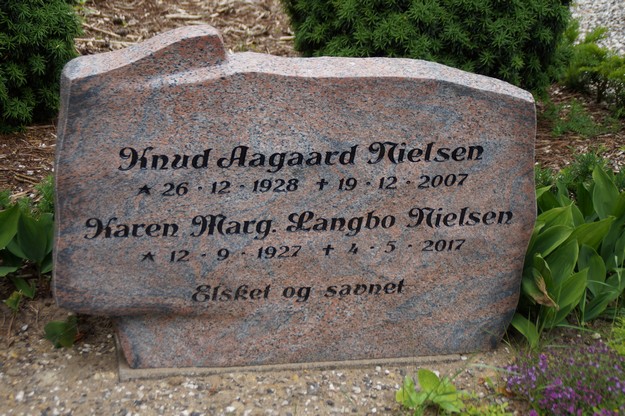 Knud Aagaard Nielsen
★ 26 · 12 · 1928 ✝ 19 · 12 · 2007
Karen Marg. Langbo Nielsen
★ 12 · 9 · 1927 ✝ 4 · 5 · 2017
Elsket og savnet